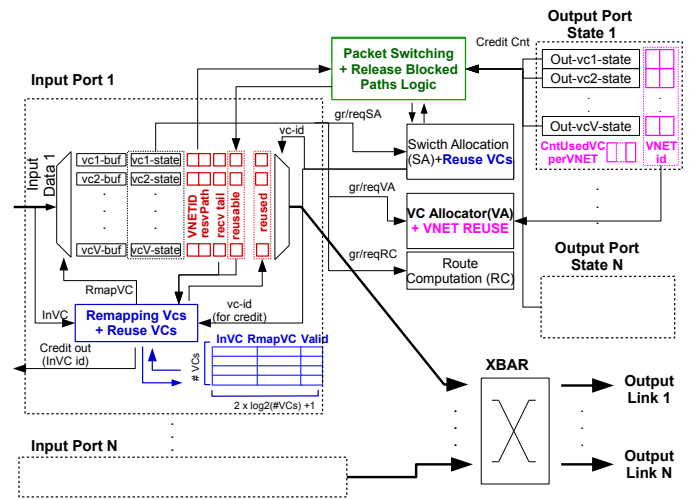 Output Port
State 1
Credit Cnt
Out-vc1-state
Out-vc2-state
Out-vcV-state
CntUsedVC
perVNET
VNET
id
Packet Switching
+ Release Blocked
Paths Logic
Input Port 1
gr/reqSA
vc-id
Swicth Allocation
(SA)+Reuse VCs
Input
Data 1
vc1-buf
vc1-state
vc2-buf
vc2-state
vcV-buf
vcV-state
VNETID
resvPath
recv tail
reusable
reused
gr/reqVA
VC Allocator(VA)
+ VNET REUSE
gr/reqRC
Route
Computation (RC)
Output Port
State N
RmapVC
InVC
Remapping Vcs
+ Reuse VCs
vc-id
(for credit)
Credit out
(InVC id)
InVC RmapVC Valid
# VCs
2 x log2(#VCs) +1
XBAR
Output
Link 1
Input Port N
Output
Link N